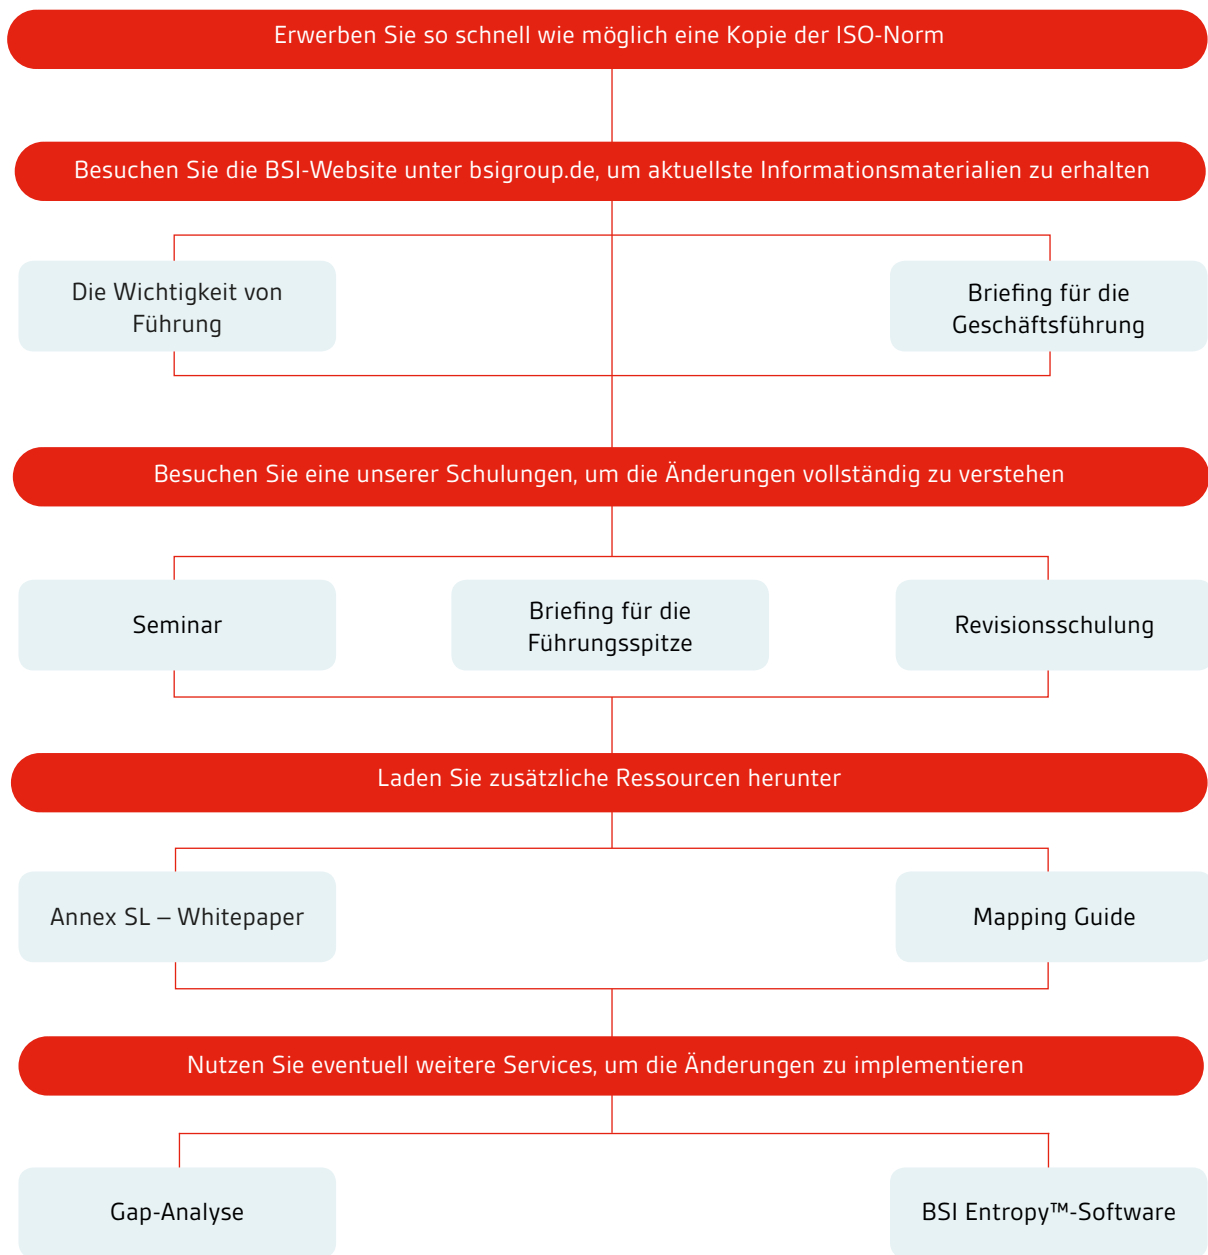 Erwerben Sie so schnell wie möglich eine Kopie der ISO-Norm
Besuchen Sie die BSI-Website unter bsigroup.de, um aktuellste Informationsmaterialien zu erhalten
Die Wichtigkeit von
Führung
Briefing für die
Geschäftsführung
Besuchen Sie eine unserer Schulungen, um die Änderungen vollständig zu verstehen
Seminar
Briefing für die
Führungsspitze
Revisionsschulung
Laden Sie zusätzliche Ressourcen herunter
Annex SL – Whitepaper
Mapping Guide
Nutzen Sie eventuell weitere Services, um die Änderungen zu implementieren
Gap-Analyse
BSI Entropy™-Software